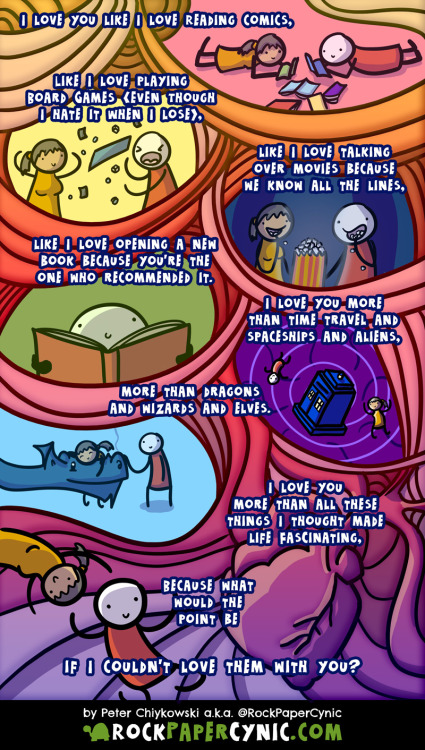 I LOVE YOU LIKE I LOVE READING COMICS,
LIKE I LOVE PLAYING
BOARD GAMES (EVEN THOUGH
I HATE IT WHEN I LOSE),
LIKE I LOVE TALKING
OVER MOVIES BECAUSE
WE KNOW ALL THE LINES,
LIKE I LOVE OPENING A NEW
BOOK BECAUSE YOU'RE THE
ONE WHO RECOMMENDED IT.
I LOVE YOU MORE
THAN TIME TRAVEL AND
SPACESHIPS AND ALIENS,
MORE THAN DRAGONS
AND WIZARDS AND ELVES.
I LOVE YOU
MORE THAN ALL THESE
THINGS I THOUGHT MADE
LIFE FASCINATING,
BECAUSE WHAT
WOULD THE
POINT BE
IF I COULDN'T LOVE THEM WITH YOU?
by Peter Chiykowski a.k.a. @RockPaperCynic
ROCKPAPERCYNIC.COM